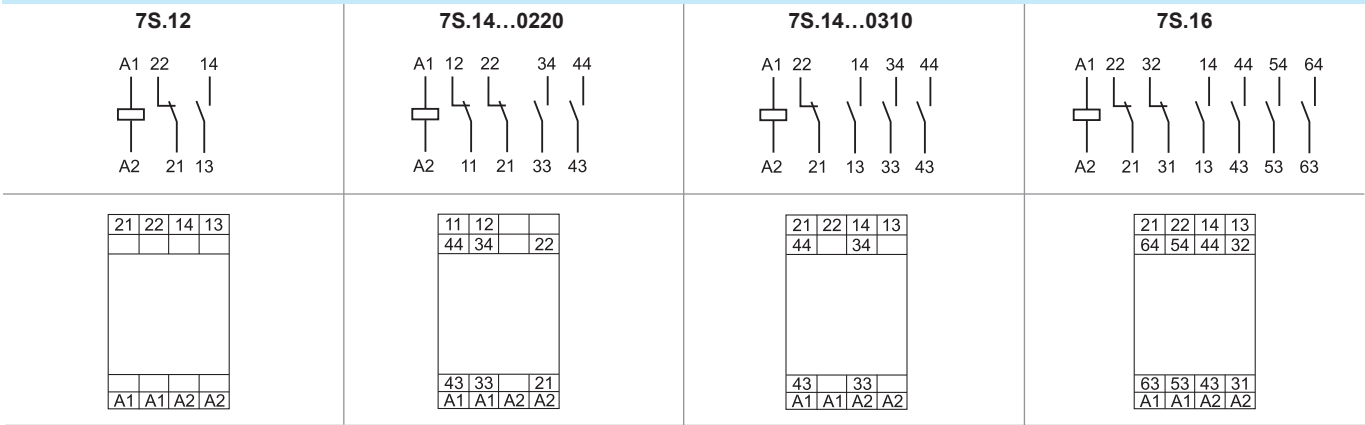 7S.12
7S.14…0220
7S.14…0310
7S.16
A1 22 14
A2 21 13
A1 12 22 34 44
A2 11 21 33 43
A1 22 14 34 44
A2 21 13 33 43
A1 22 32 14 44 54 64
A2 21 31 13 43 53 63
21 22 14 13
A1 A1 A2 A2
11 12
44 34 22
43 33 21
A1 A1 A2 A2
21 22 14 13
44 34
43 33
A1 A1 A2 A2
21 22 14 13
64 54 44 32
63 53 43 31
A1 A1 A2 A2